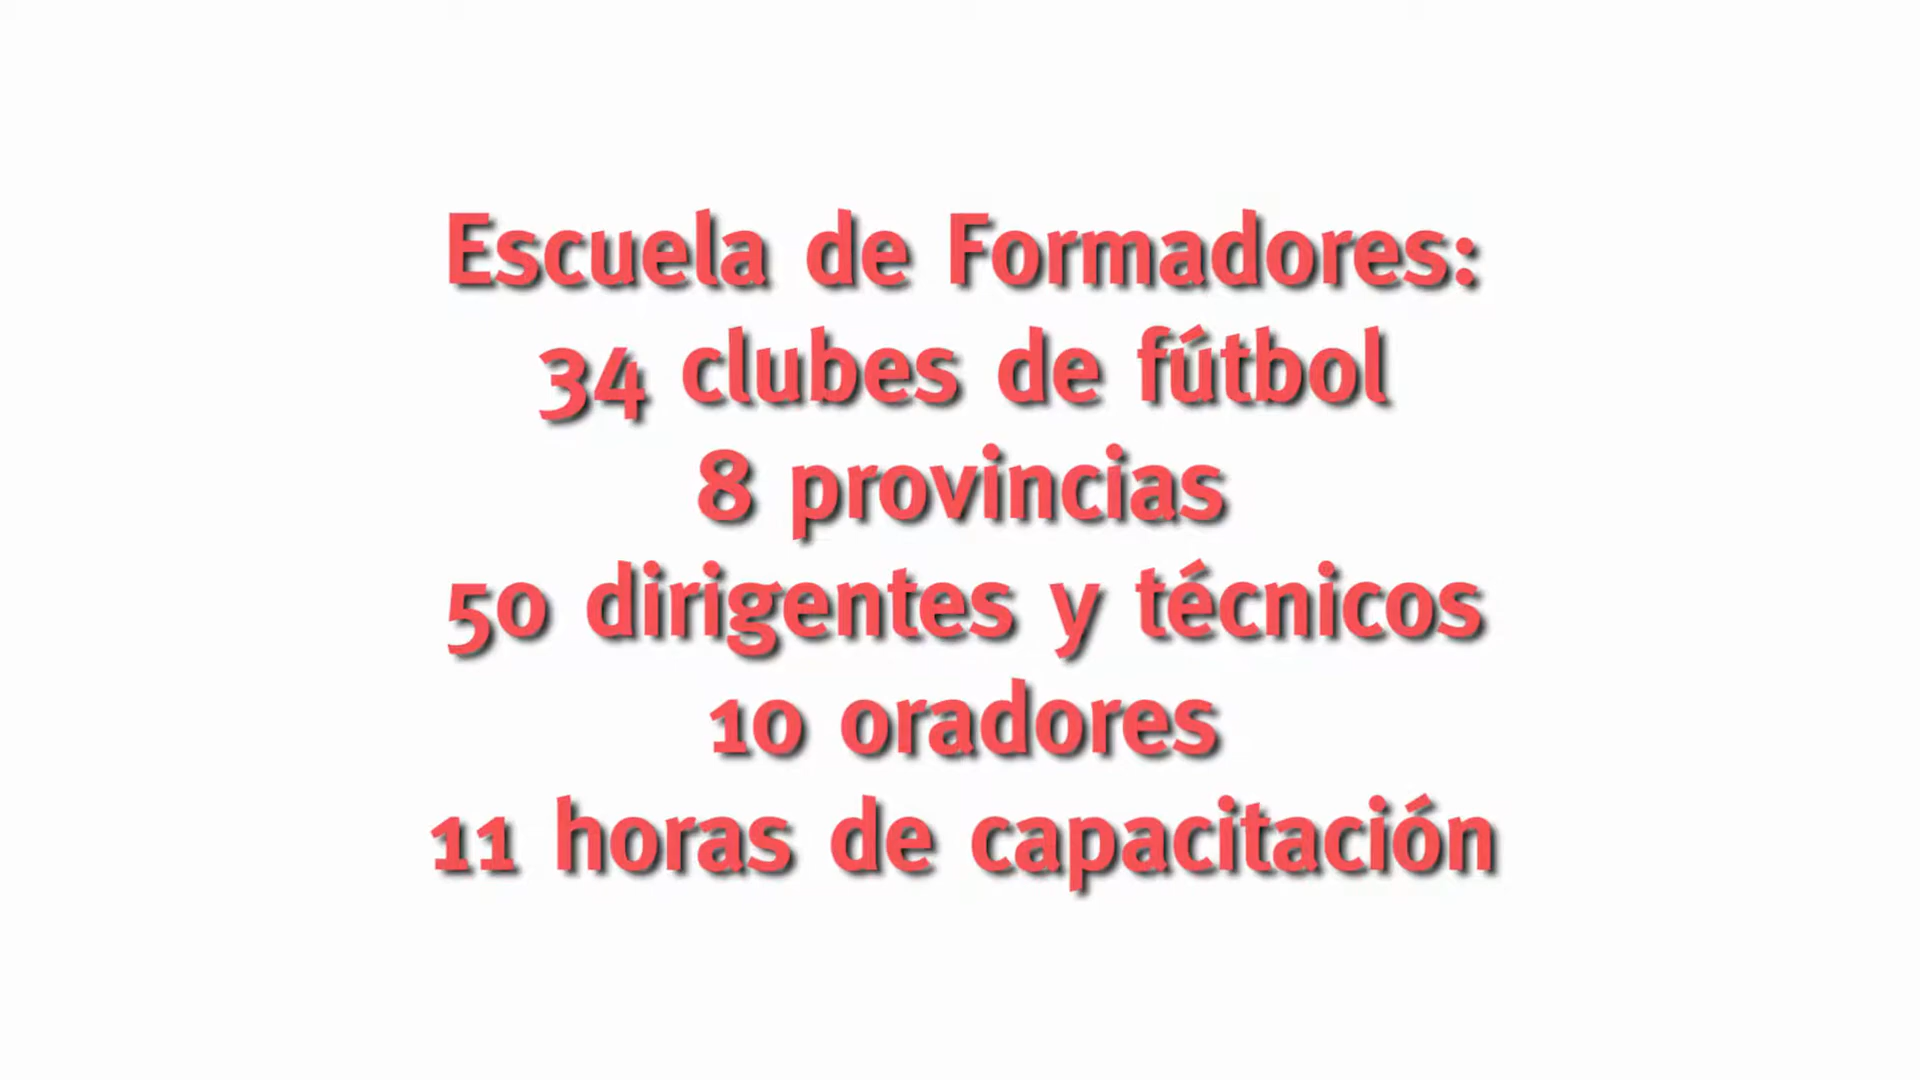 Escuela de Formadores:
34 clubes de fútbol
8 provincias
50 dirigentes y técnicos
10 oradores
11 horas de capacitación